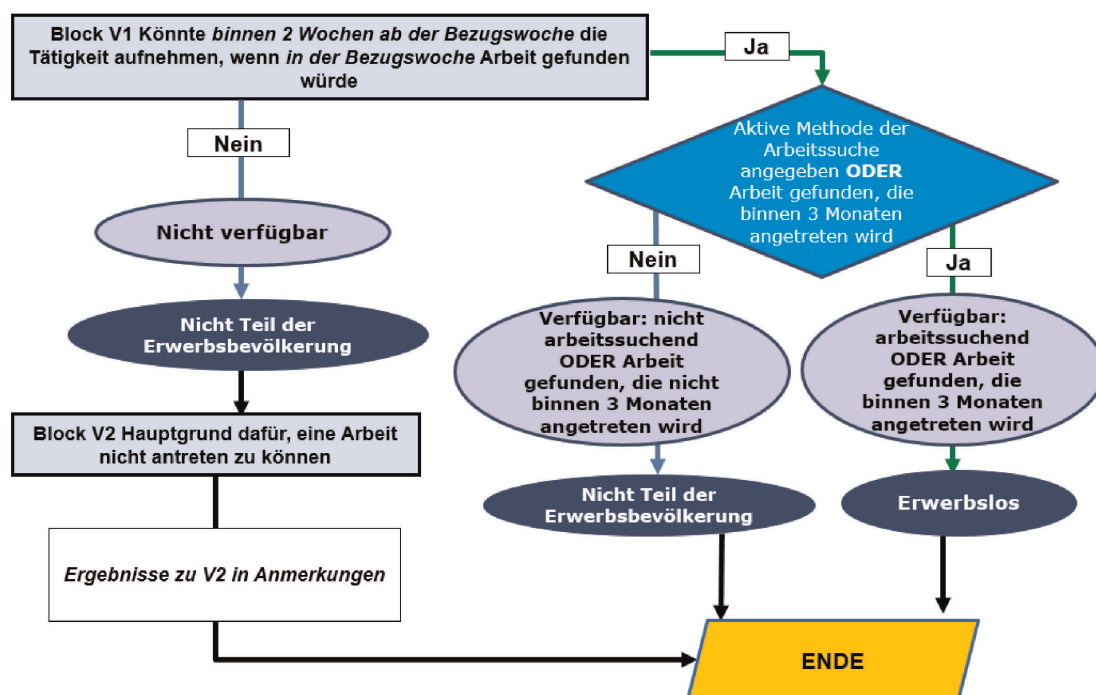 Block V1 Könnte binnen 2 Wochen ab der Bezugswoche die
Tätigkeit aufnehmen, wenn in der Bezugswoche Arbeit gefunden
würde
Ja
Nein
Aktive Methode der
Arbeitssuche
angegeben ODER
Arbeit gefunden, die
binnen 3 Monaten
angetreten wird
Nicht verfügbar
Nein
Ja
Nicht Teil der
Erwerbsbevölkerung
Verfügbar: nicht
arbeitssuchend
ODER Arbeit
gefunden, die nicht
binnen 3 Monaten
angetreten wird
Verfügbar:
arbeitssuchend
ODER Arbeit
gefunden, die
binnen 3 Monaten
angetreten wird
Block V2 Hauptgrund dafür, eine Arbeit
nicht antreten zu können
Nicht Teil der
Erwerbsbevölkerung
Erwerbslos
Ergebnisse zu V2 in Anmerkungen
ENDE